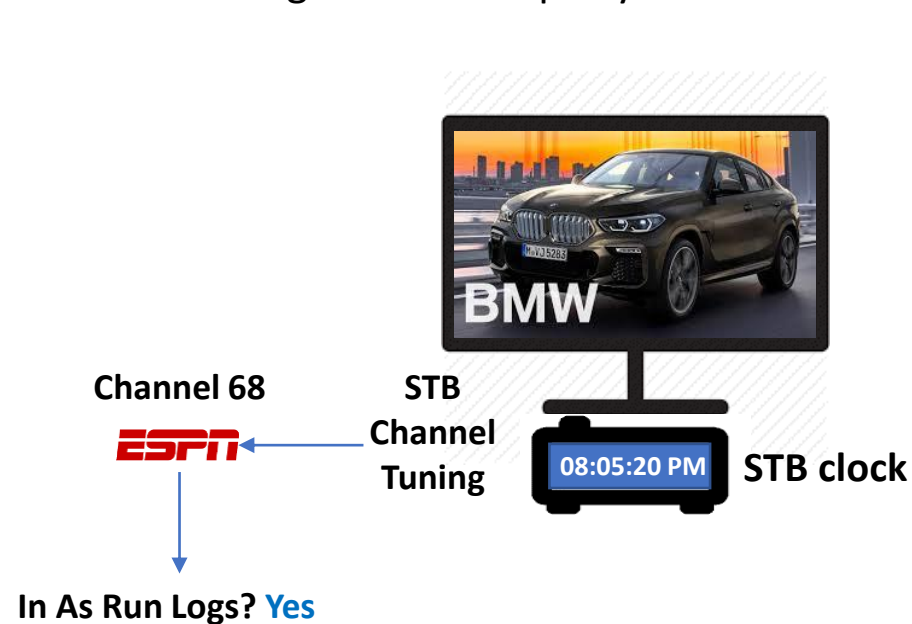 BMW
Channel 68
ESPN
STB
Channel
Tuning
08:05:20 PM
STB clock
In As Run Logs? Yes